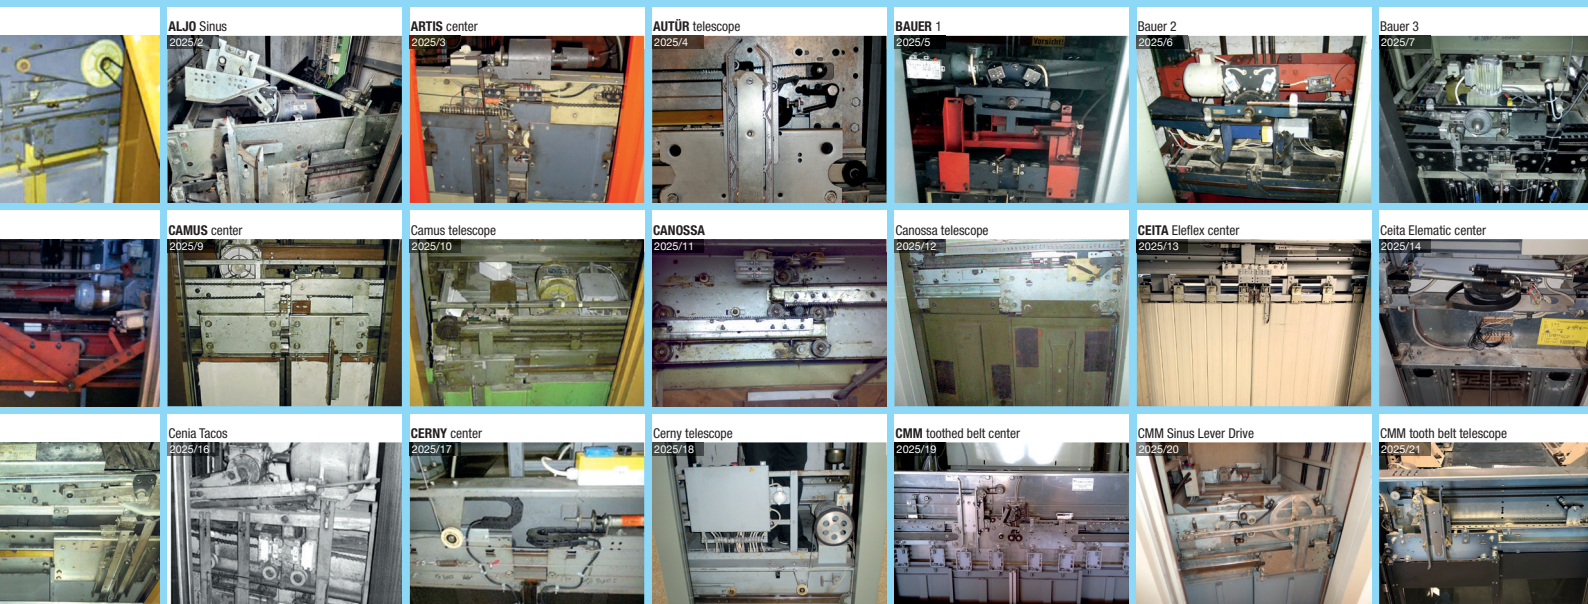 ALJO Sinus
2025/2
ARTIS center
2025/3
AUTÜR telescope
2025/4
BAUER 1
2025/5
Vorsicht!
Bauer 2
2025/6
Bauer 3
2025/7
CAMUS center
2025/9
Camus telescope
2025/10
CANOSSA
2025/11
Canossa telescope
2025/12
CEITA Eleflex center
2025/13
Ceita Elematic center
2025/14
Cenia Tacos
2025/16
CERNY center
2025/17
Cerny telescope
2025/18
CMM toothed belt center
2025/19
CMM Sinus Lever Drive
2025/20
CMM tooth belt telescope
2025/21